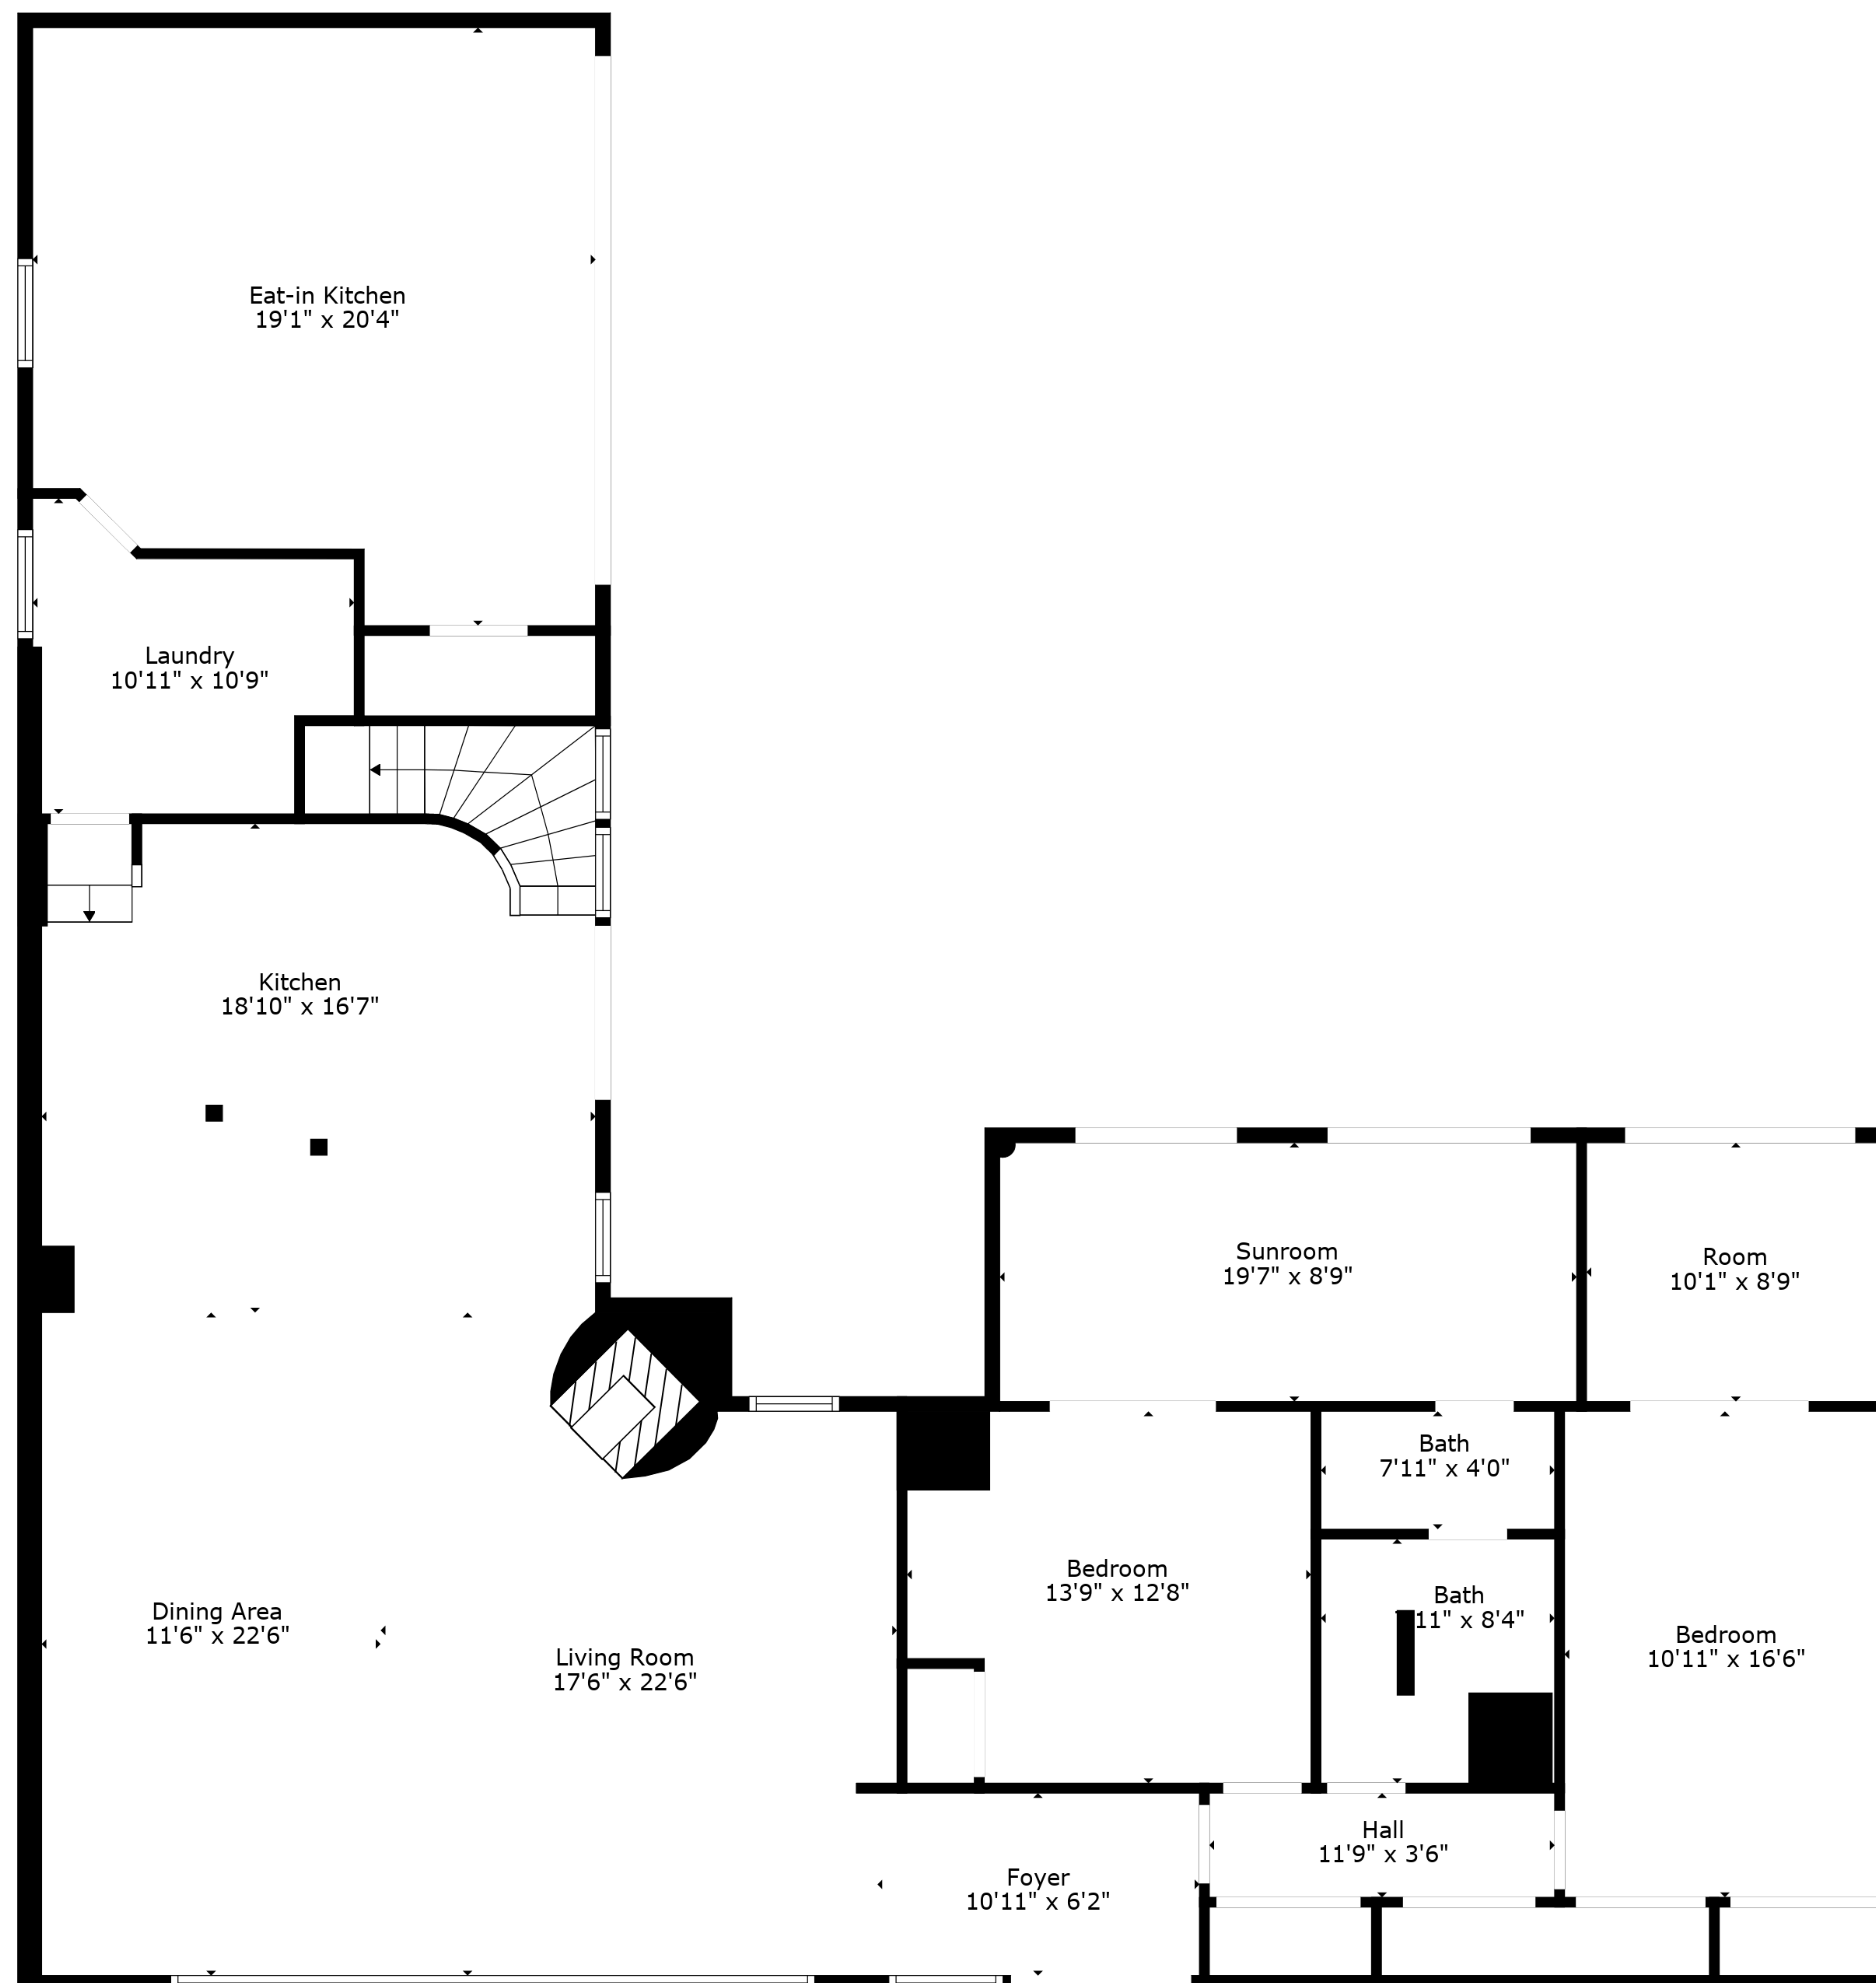 Eat-in Kitchen
19'1" x 20'4"
Laundry
10'11" x 10'9"
Kitchen
18'10" x 16'7"
Sunroom
19'7" x 8'9"
Room
10'1" x 8'9"
Bath
7'11" x 4'0"
Bedroom
13'9" x 12'8"
Bath
11" x 8'4"
Dining Area
11'6" x 22'6"
Living Room
17'6" x 22'6"
Bedroom
10'11" x 16'6"
Hall
11'9" x 3'6"
Foyer
10'11" x 6'2"